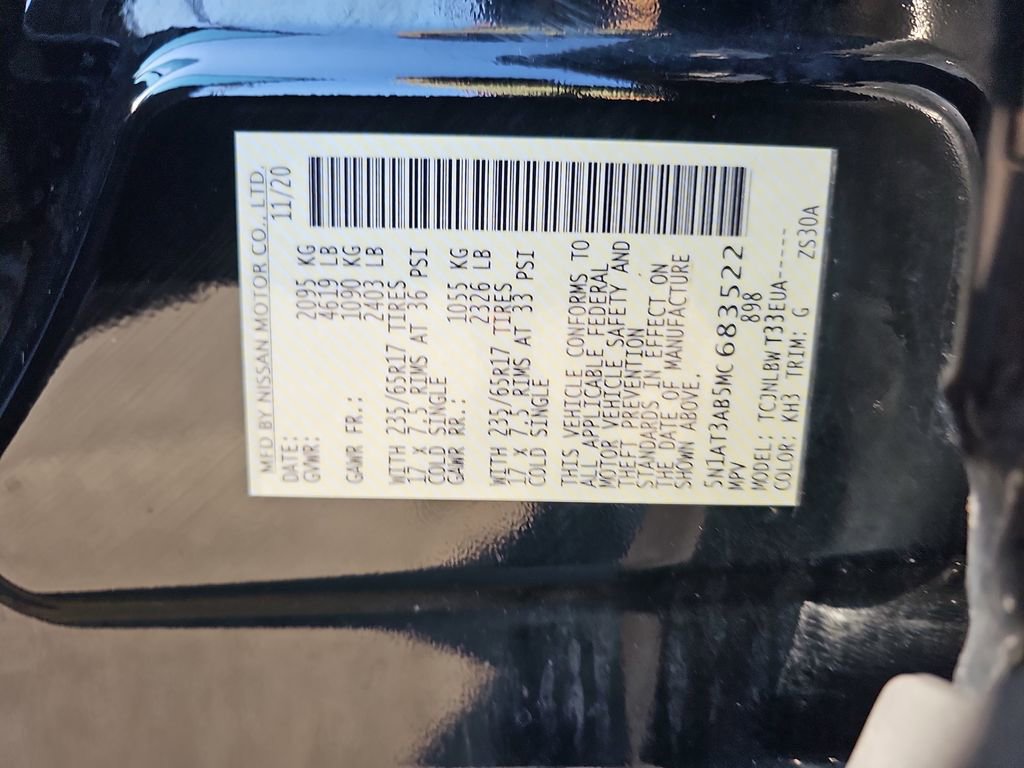 MFD BY NISSAN MOTOR CO., LTD.
DATE: 11/20
GVWR: 2095 KG
4619 LB
GAWR FR.: 1090 KG
2403 LB
WITH 235/65R17 TIRES
17 X 7.5 RIMS AT 36 PSI
COLD SINGLE
GAWR RR.: 1055 KG
2326 LB
WITH 235/65R17 TIRES
17 X 7.5 RIMS AT 33 PSI
COLD SINGLE
THIS VEHICLE CONFORMS TO
ALL APPLICABLE FEDERAL
MOTOR VEHICLE SAFETY AND
THEFT PREVENTION
STANDARDS IN EFFECT ON
THE DATE OF MANUFACTURE
SHOWN ABOVE.
5N1AT3AB5MC683522
MPV 898
MODEL: TCJNLBWT33EUA-----
COLOR: KH3 TRIM: G ZS30A